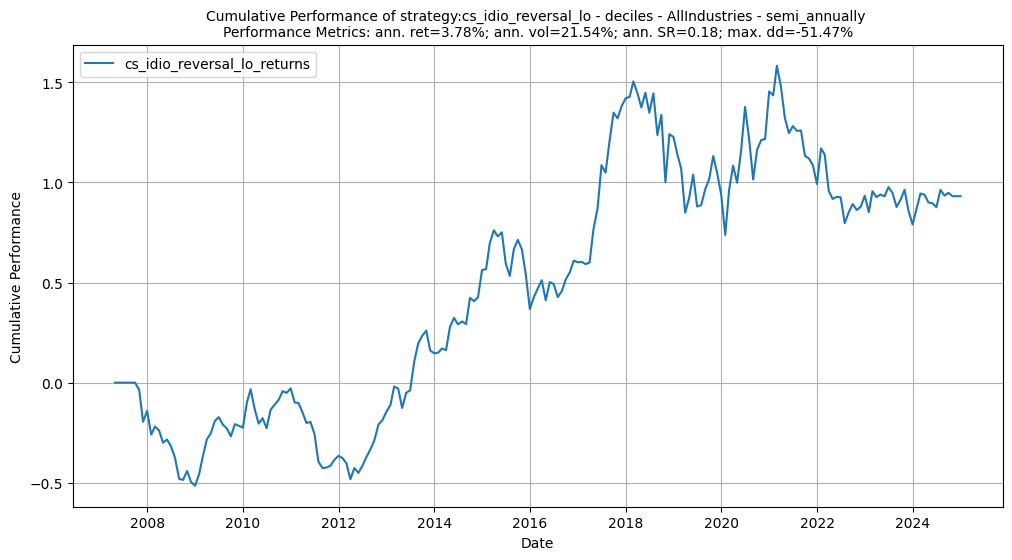 Cumulative Performance of strategy:cs_idio_reversal_lo - deciles - AllIndustries - semi_annually
Performance Metrics: ann. ret=3.78%; ann. vol=21.54%; ann. SR=0.18; max. dd=-51.47%
cs_idio_reversal_lo_returns
1.5
1.0
0.5
0.0
−0.5
Cumulative Performance
2008 2010 2012 2014 2016 2018 2020 2022 2024
Date